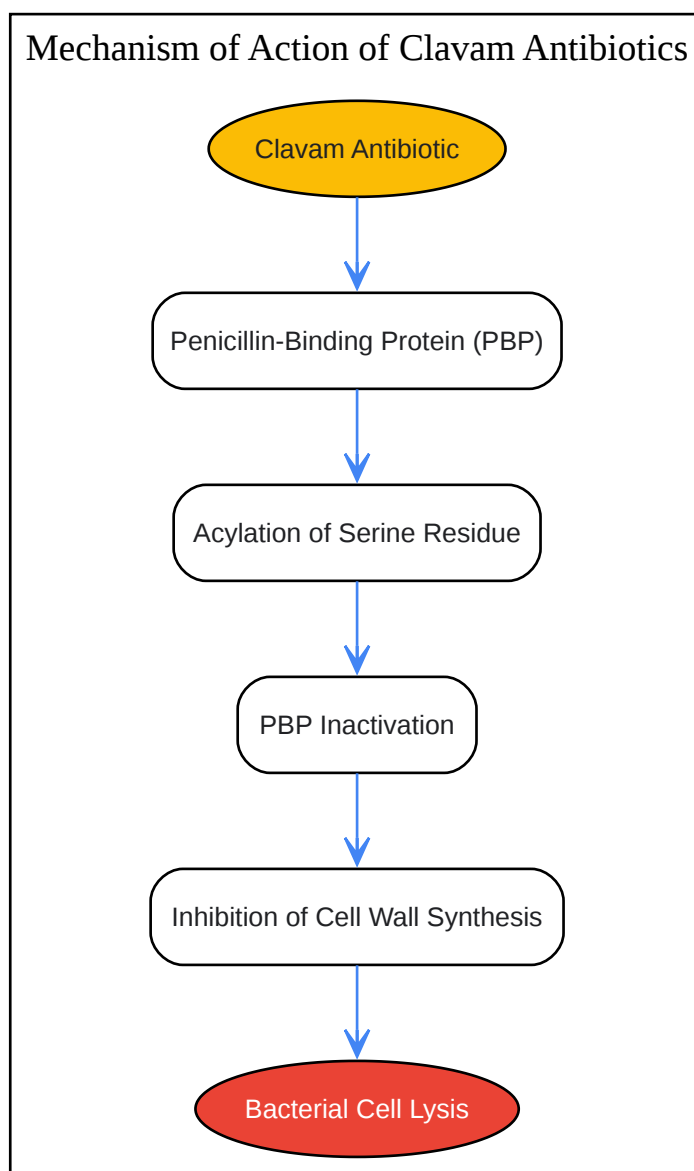 Mechanism of Action of Clavam Antibiotics
Clavam Antibiotic
Penicillin-Binding Protein (PBP)
Acylation of Serine Residue
PBP Inactivation
Inhibition of Cell Wall Synthesis
Bacterial Cell Lysis